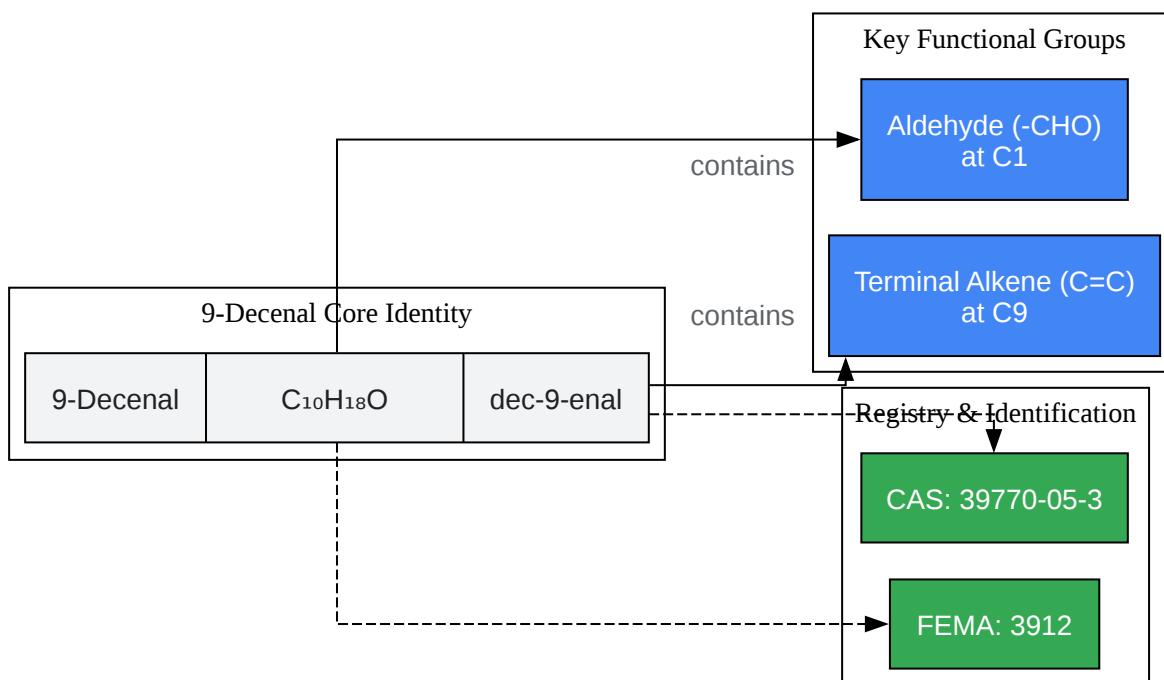 Key Functional Groups
Aldehyde (-CHO)
at C1
contains
Terminal Alkene (C=C)
at C9
contains
9-Decenal Core Identity
9-Decenal
C₁₀H₁₈O
dec-9-enal
Registry & Identification
CAS: 39770-05-3
FEMA: 3912